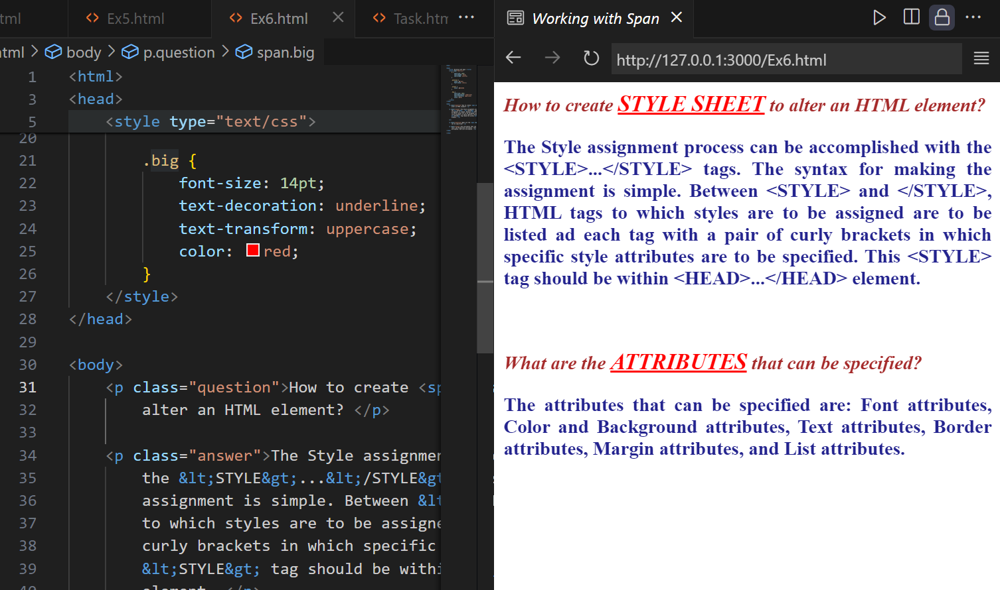 tml
Ex5.html
Ex6.html
Task.htm
Working with Span
html
body
p.question
span.big
http://127.0.0.1:3000/Ex6.html
1 <html>
3 <head>
5 <style type="text/css">
20
21 .big {
22 font-size: 14pt;
23 text-decoration: underline;
24 text-transform: uppercase;
25 color: red;
26 }
27 </style>
28 </head>
29
30 <body>
31 <p class="question">How to create <sp
32 alter an HTML element? </p>
33
34 <p class="answer">The Style assignmen
35 the &lt;STYLE&gt;...&lt;/STYLE&gt
36 assignment is simple. Between &lt
37 to which styles are to be assigne
38 curly brackets in which specific
39 &lt;STYLE&gt; tag should be withi
40 element. </p>
How to create STYLE SHEET to alter an HTML element?
The Style assignment process can be accomplished with the
<STYLE>...</STYLE> tags. The syntax for making the
assignment is simple. Between <STYLE> and </STYLE>,
HTML tags to which styles are to be assigned are to be
listed ad each tag with a pair of curly brackets in which
specific style attributes are to be specified. This <STYLE>
tag should be within <HEAD>...</HEAD> element.
What are the ATTRIBUTES that can be specified?
The attributes that can be specified are: Font attributes,
Color and Background attributes, Text attributes, Border
attributes, Margin attributes, and List attributes.